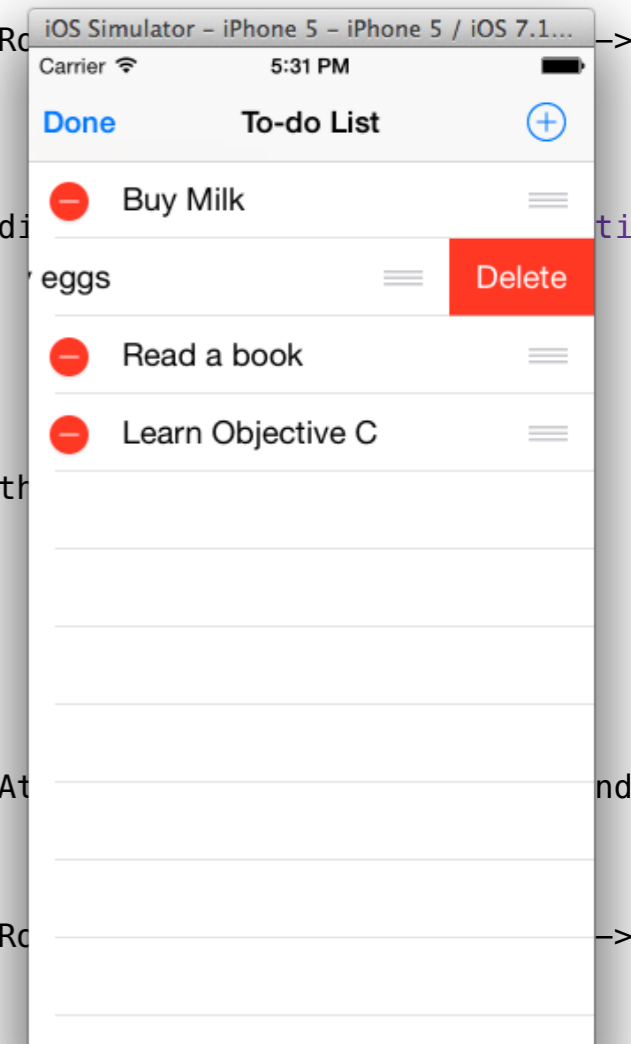 iOS Simulator – iPhone 5 – iPhone 5 / iOS 7.1...
Carrier 5:31 PM
Done To-do List
Buy Milk
eggs Delete
Read a book
Learn Objective C